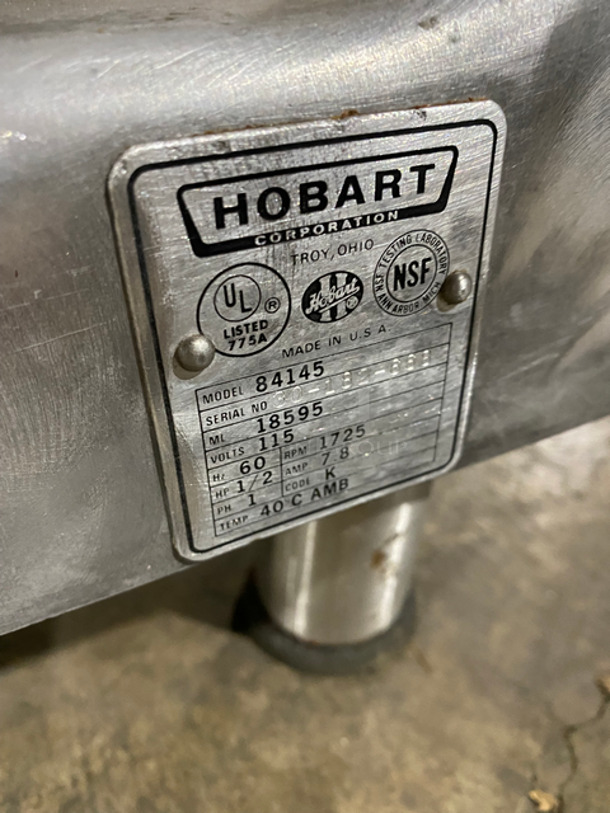 HOBART
CORPORATION
TROY, OHIO
UL ®
LISTED
775A
Hobart
NSF TESTING LABORATORY
NSF
ANN ARBOR, MICH.
MADE IN U.S.A
MODEL 84145
SERIAL NO
ML 18595
VOLTS 115
Hz 60 RPM 1725
HP 1/2 AMP 7.8
PH 1 CODE K
TEMP 40 C AMB